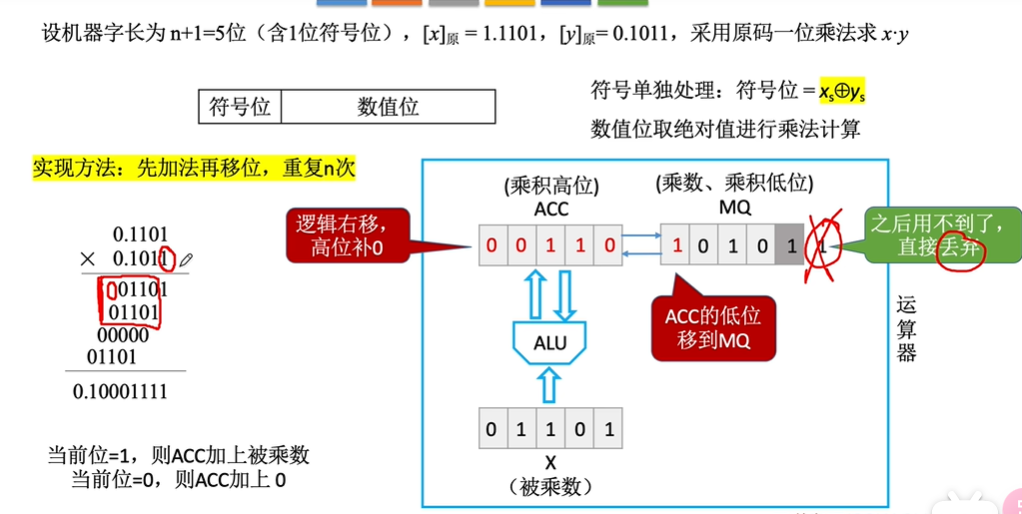 设机器字长为 n+1=5位（含1位符号位），[x]原 = 1.1101，[y]原= 0.1011，采用原码一位乘法求 x·y
符号位 数值位
符号单独处理：符号位 = xs⊕ys
数值位取绝对值进行乘法计算
实现方法：先加法再移位，重复n次
0.1101
× 0.1011
001101
01101
00000
01101
0.10001111
当前位=1，则ACC加上被乘数
当前位=0，则ACC加上 0
逻辑右移，
高位补0
(乘积高位)
ACC
0 0 1 1 0
(乘数、乘积低位)
MQ
1 0 1 0 1 1
之后用不到了，
直接丢弃
ACC的低位
移到MQ
ALU
0 1 1 0 1
X
（被乘数）
运
算
器